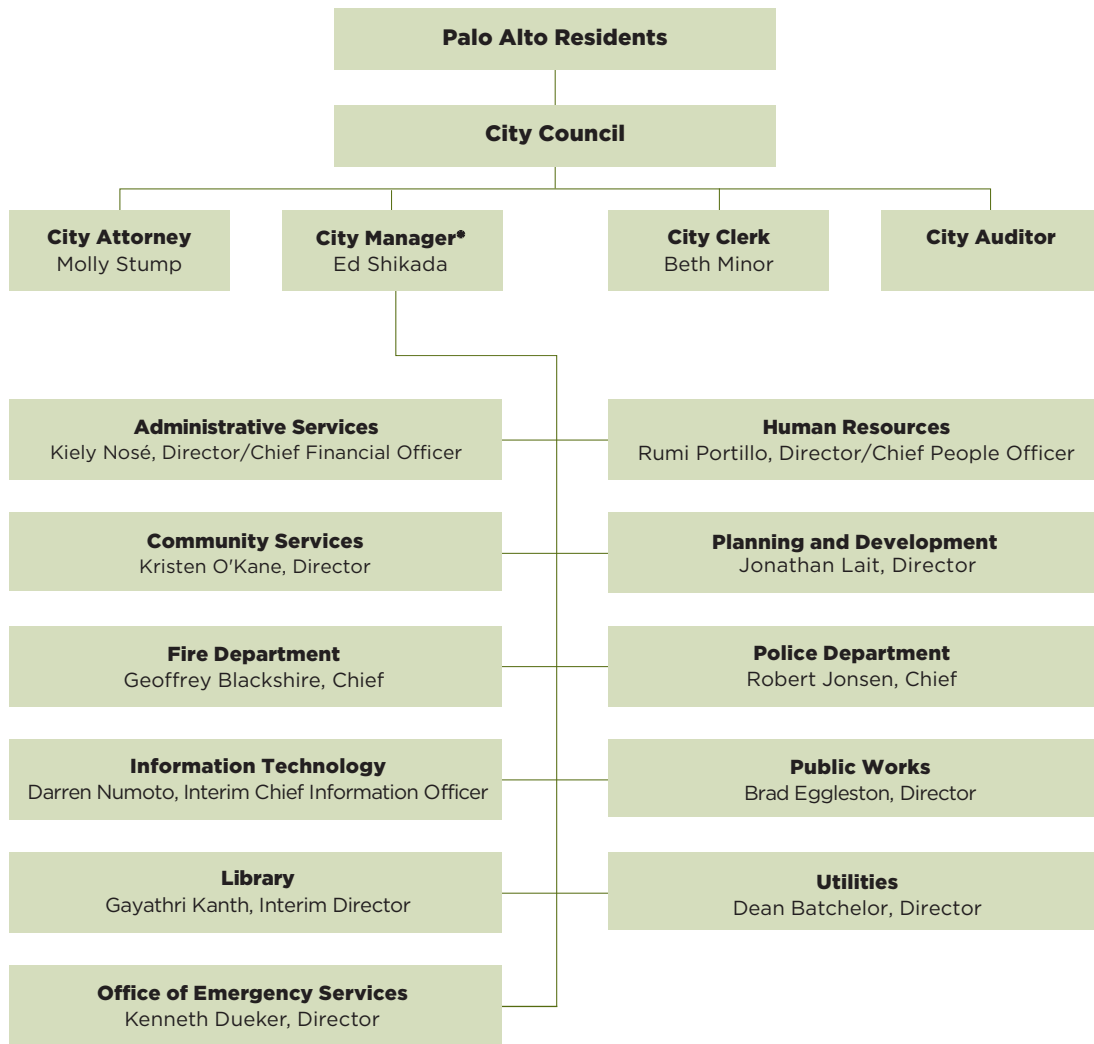 Palo Alto Residents
City Council
City Attorney
Molly Stump
City Manager*
Ed Shikada
City Clerk
Beth Minor
City Auditor
Administrative Services
Kiely Nosé, Director/Chief Financial Officer
Human Resources
Rumi Portillo, Director/Chief People Officer
Community Services
Kristen O'Kane, Director
Planning and Development
Jonathan Lait, Director
Fire Department
Geoffrey Blackshire, Chief
Police Department
Robert Jonsen, Chief
Information Technology
Darren Numoto, Interim Chief Information Officer
Public Works
Brad Eggleston, Director
Library
Gayathri Kanth, Interim Director
Utilities
Dean Batchelor, Director
Office of Emergency Services
Kenneth Dueker, Director